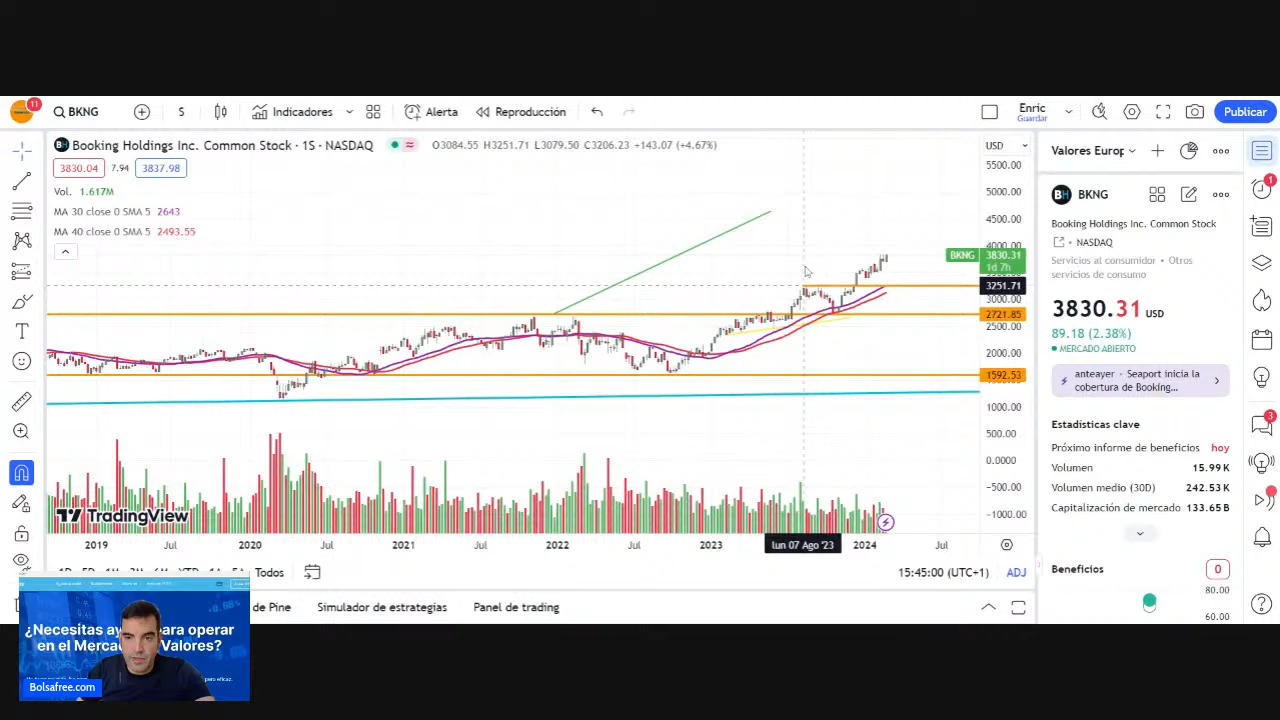 11
BKNG
$
Indicadores
Alerta
Reproducción
Enric
Guardar
Publicar
BH Booking Holdings Inc. Common Stock · 1S · NASDAQ
O3084.55 H3251.71 L3079.50 C3206.23 +143.07 (+4.67%)
3830.04 7.94 3837.98
Vol. 1.617M
MA 30 close 0 SMA 5 2643
MA 40 close 0 SMA 5 2493.55
USD
5500.00
5000.00
4500.00
4000.00
BKNG 3830.31
1d 7h
3251.71
3000.00
2721.85
2500.00
2000.00
1592.53
1000.00
500.00
0.0000
−500.00
−1000.00
TradingView
2019 Jul 2020 Jul 2021 Jul 2022 Jul 2023 lun 07 Ago '23 2024 Jul
Todos
15:45:00 (UTC+1) ADJ
de Pine Simulador de estrategias Panel de trading
Valores Europ
BH BKNG
Booking Holdings Inc. Common Stock
NASDAQ
Servicios al consumidor • Otros
servicios de consumo
3830.31 USD
89.18 (2.38%)
MERCADO ABIERTO
anteayer · Seaport inicia la
cobertura de Booking...
Estadísticas clave
Próximo informe de beneficios hoy
Volumen 15.99 K
Volumen medio (30D) 242.53 K
Capitalización de mercado 133.65 B
Beneficios 0
80.00
60.00
1
3
¿Necesitas ay para operar
en el Merca Valores?
Bolsafree.com